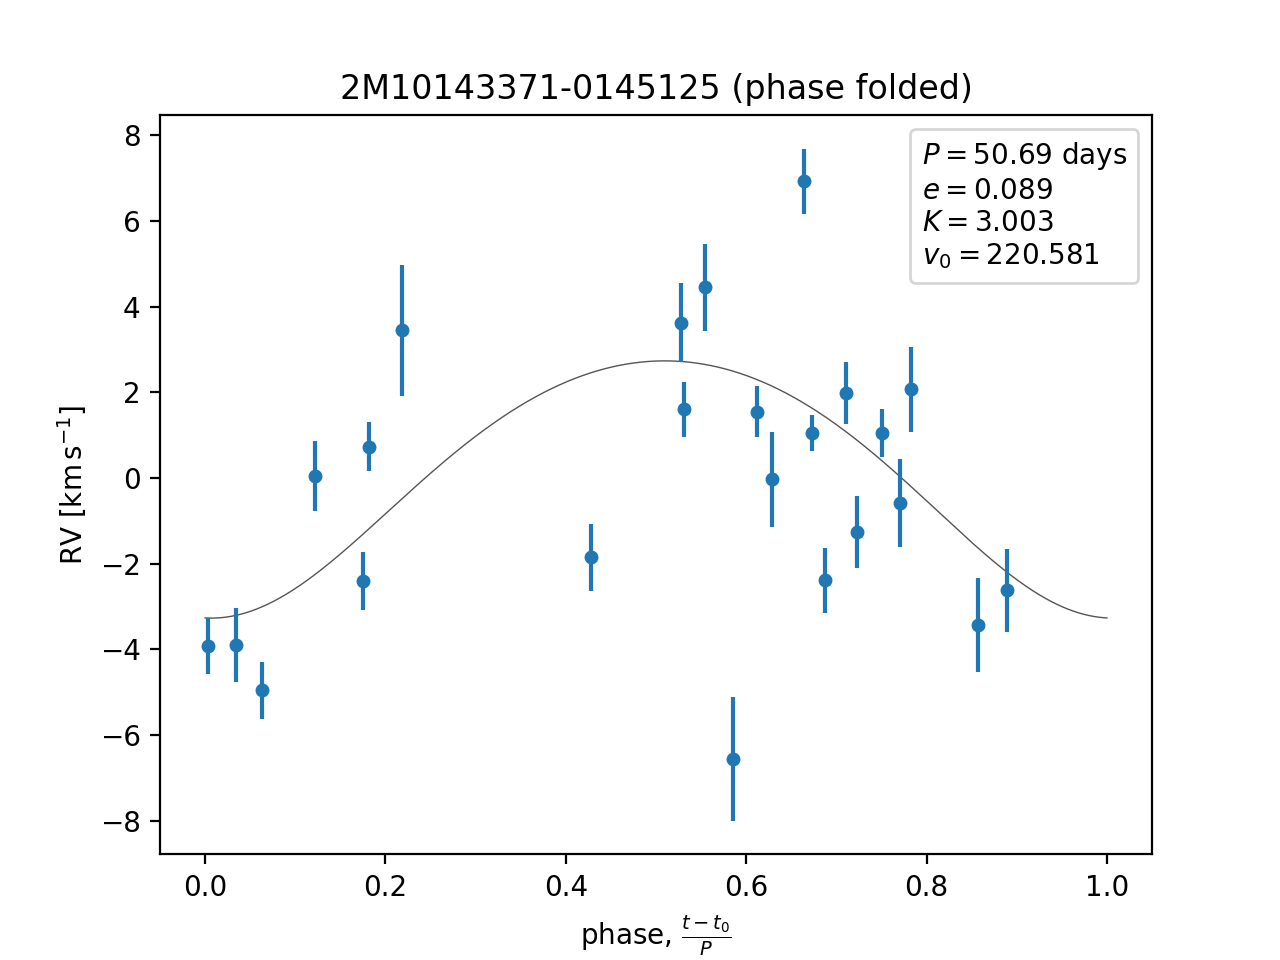 2M10143371-0145125 (phase folded)
P = 50.69 days
e = 0.089
K = 3.003
v₀ = 220.581
8
6
4
2
0
−2
−4
−6
−8
RV [km s⁻¹]
0.0 0.2 0.4 0.6 0.8 1.0
phase, (t − t₀)/P